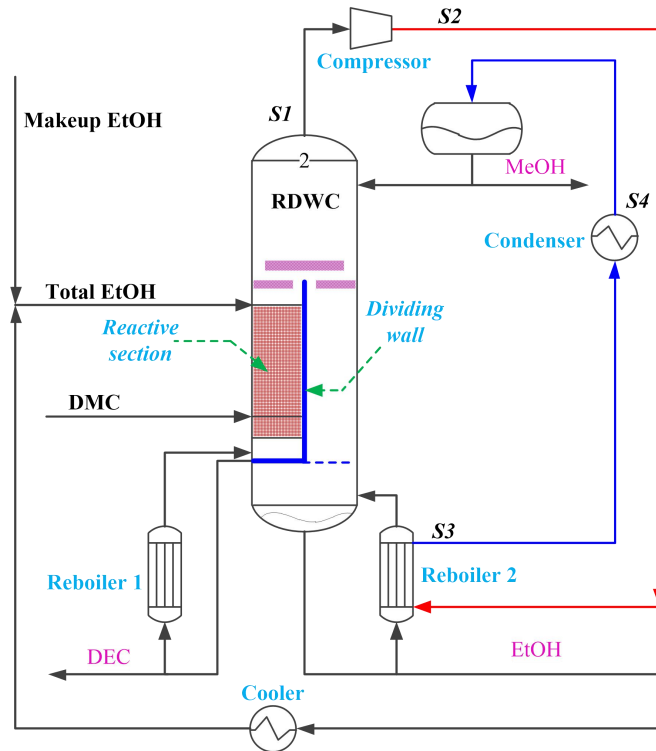 S2
Compressor
S1
Makeup EtOH
2
MeOH
RDWC
S4
Condenser
Total EtOH
Reactive
section
Dividing
wall
DMC
S3
Reboiler 1
Reboiler 2
DEC
EtOH
Cooler